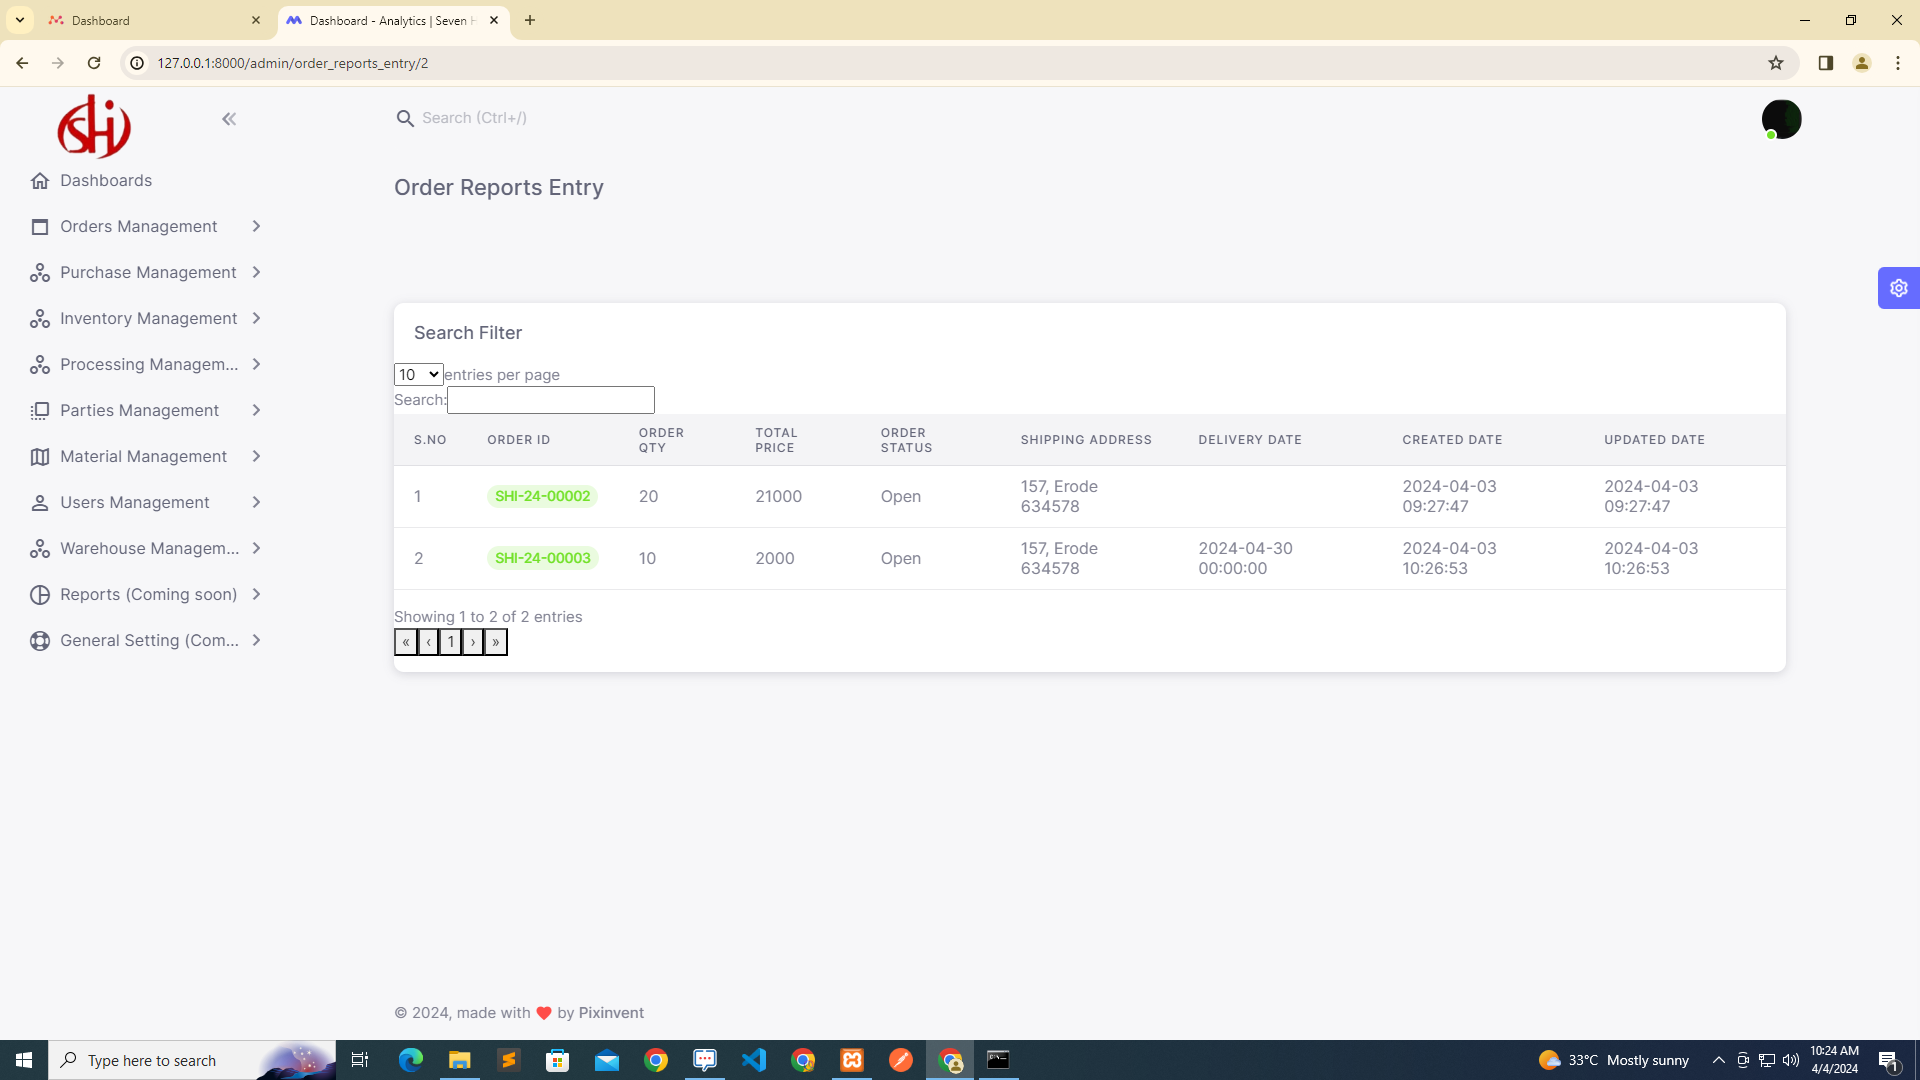 Dashboard
Dashboard - Analytics | Seven H
127.0.0.1:8000/admin/order_reports_entry/2
SHi
Search (Ctrl+/)
Dashboards
Orders Management
Purchase Management
Inventory Management
Processing Managem...
Parties Management
Material Management
Users Management
Warehouse Managem...
Reports (Coming soon)
General Setting (Com...
Order Reports Entry
Search Filter
10 entries per page
Search:
S.NO ORDER ID ORDER QTY TOTAL PRICE ORDER STATUS SHIPPING ADDRESS DELIVERY DATE CREATED DATE UPDATED DATE
1 SHI-24-00002 20 21000 Open 157, Erode 634578 2024-04-03 09:27:47 2024-04-03 09:27:47
2 SHI-24-00003 10 2000 Open 157, Erode 634578 2024-04-30 00:00:00 2024-04-03 10:26:53 2024-04-03 10:26:53
Showing 1 to 2 of 2 entries
« ‹ 1 › »
© 2024, made with ❤️ by Pixinvent
Type here to search
33°C Mostly sunny
10:24 AM
4/4/2024
1